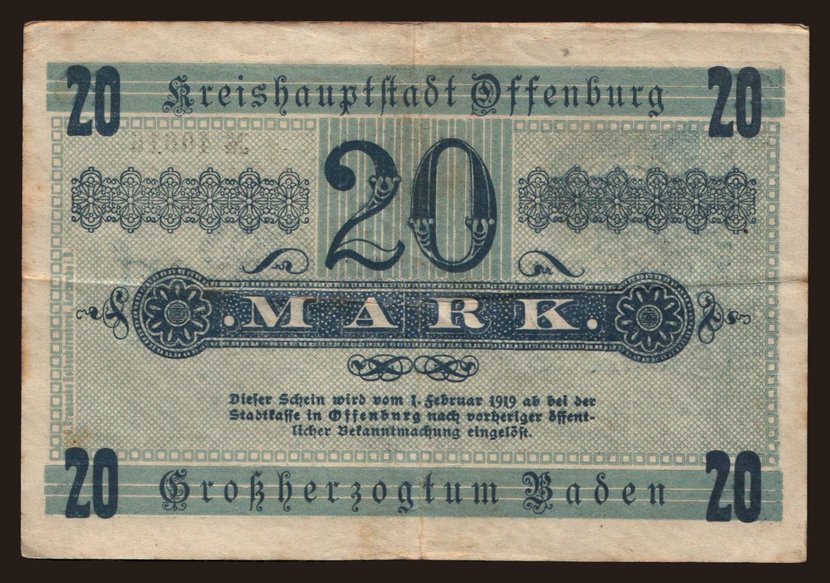 20 Kreishauptstadt Offenburg 20
20
MARK.
Dieser Schein wird vom 1. Februar 1919 ab bei der
Stadtkasse in Offenburg nach vorheriger öffent-
licher Bekanntmachung eingelöst.
20 Großherzogtum Baden 20